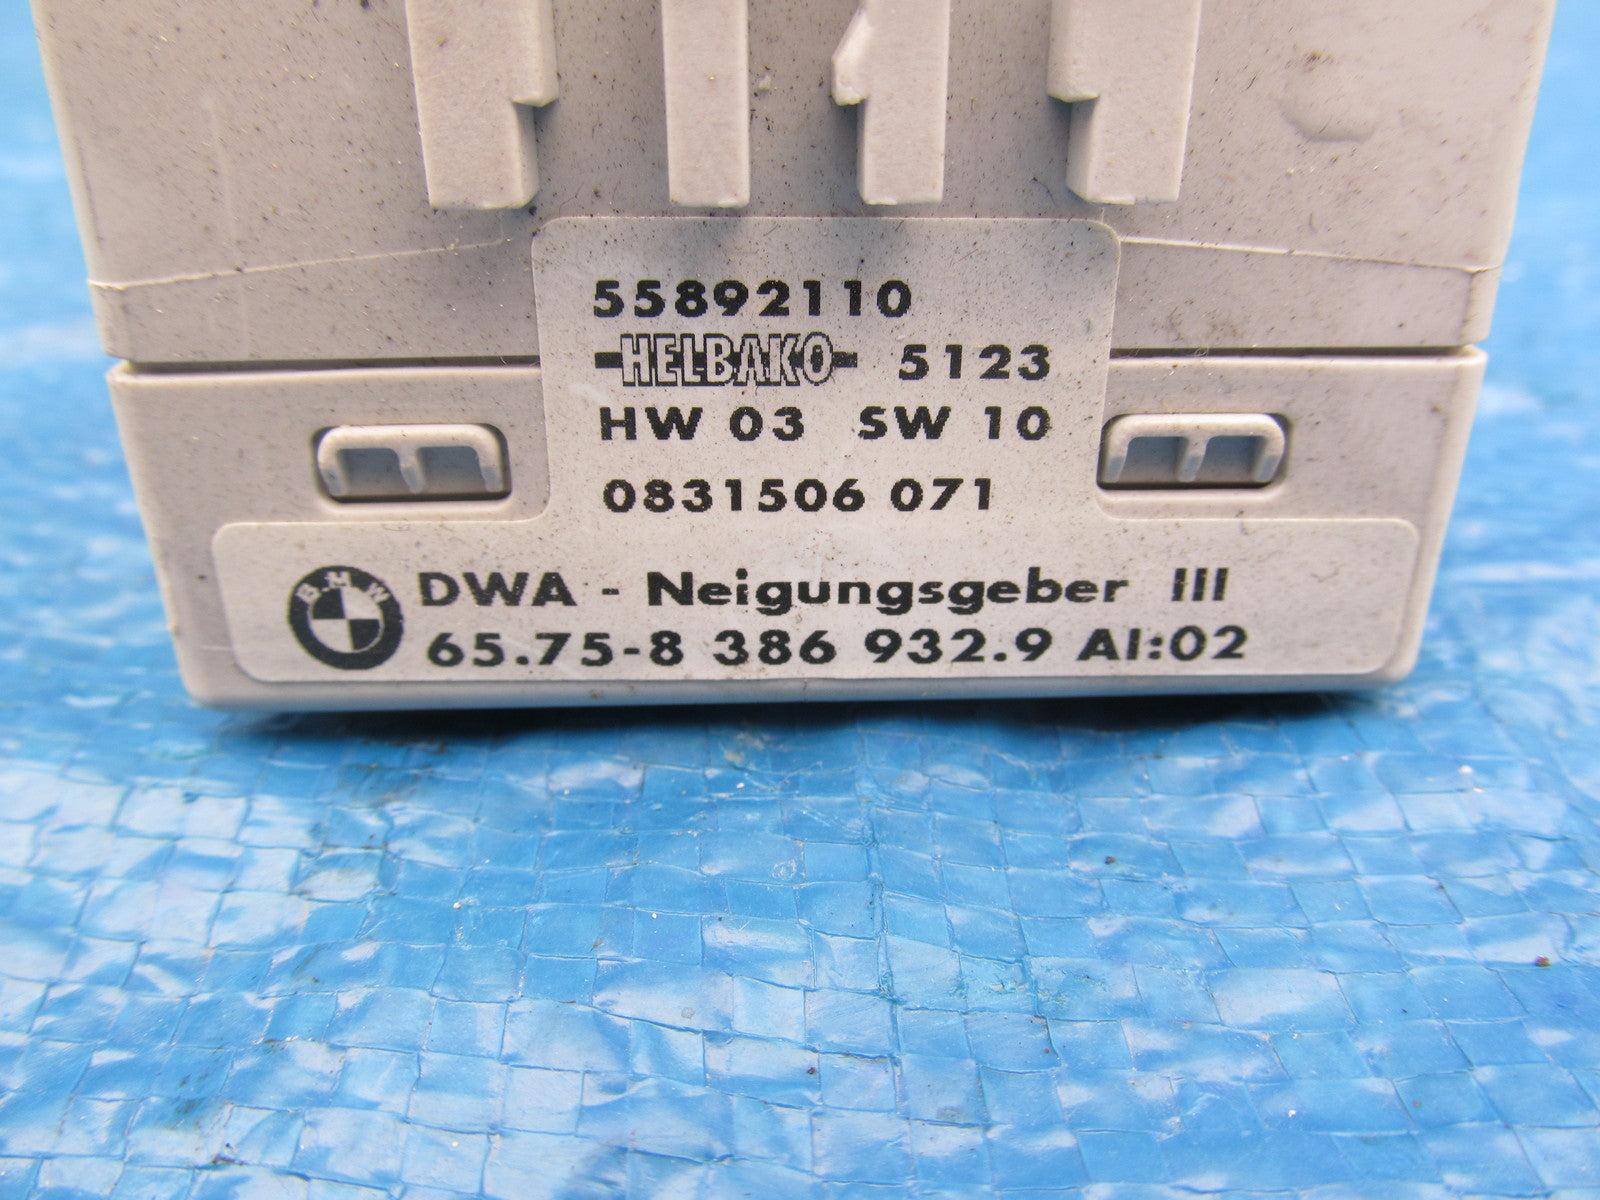 55892110
HELBAKO 5123
HW 03 SW 10
0831506 071
BMW DWA - Neigungsgeber III
65.75-8 386 932.9 AI:02